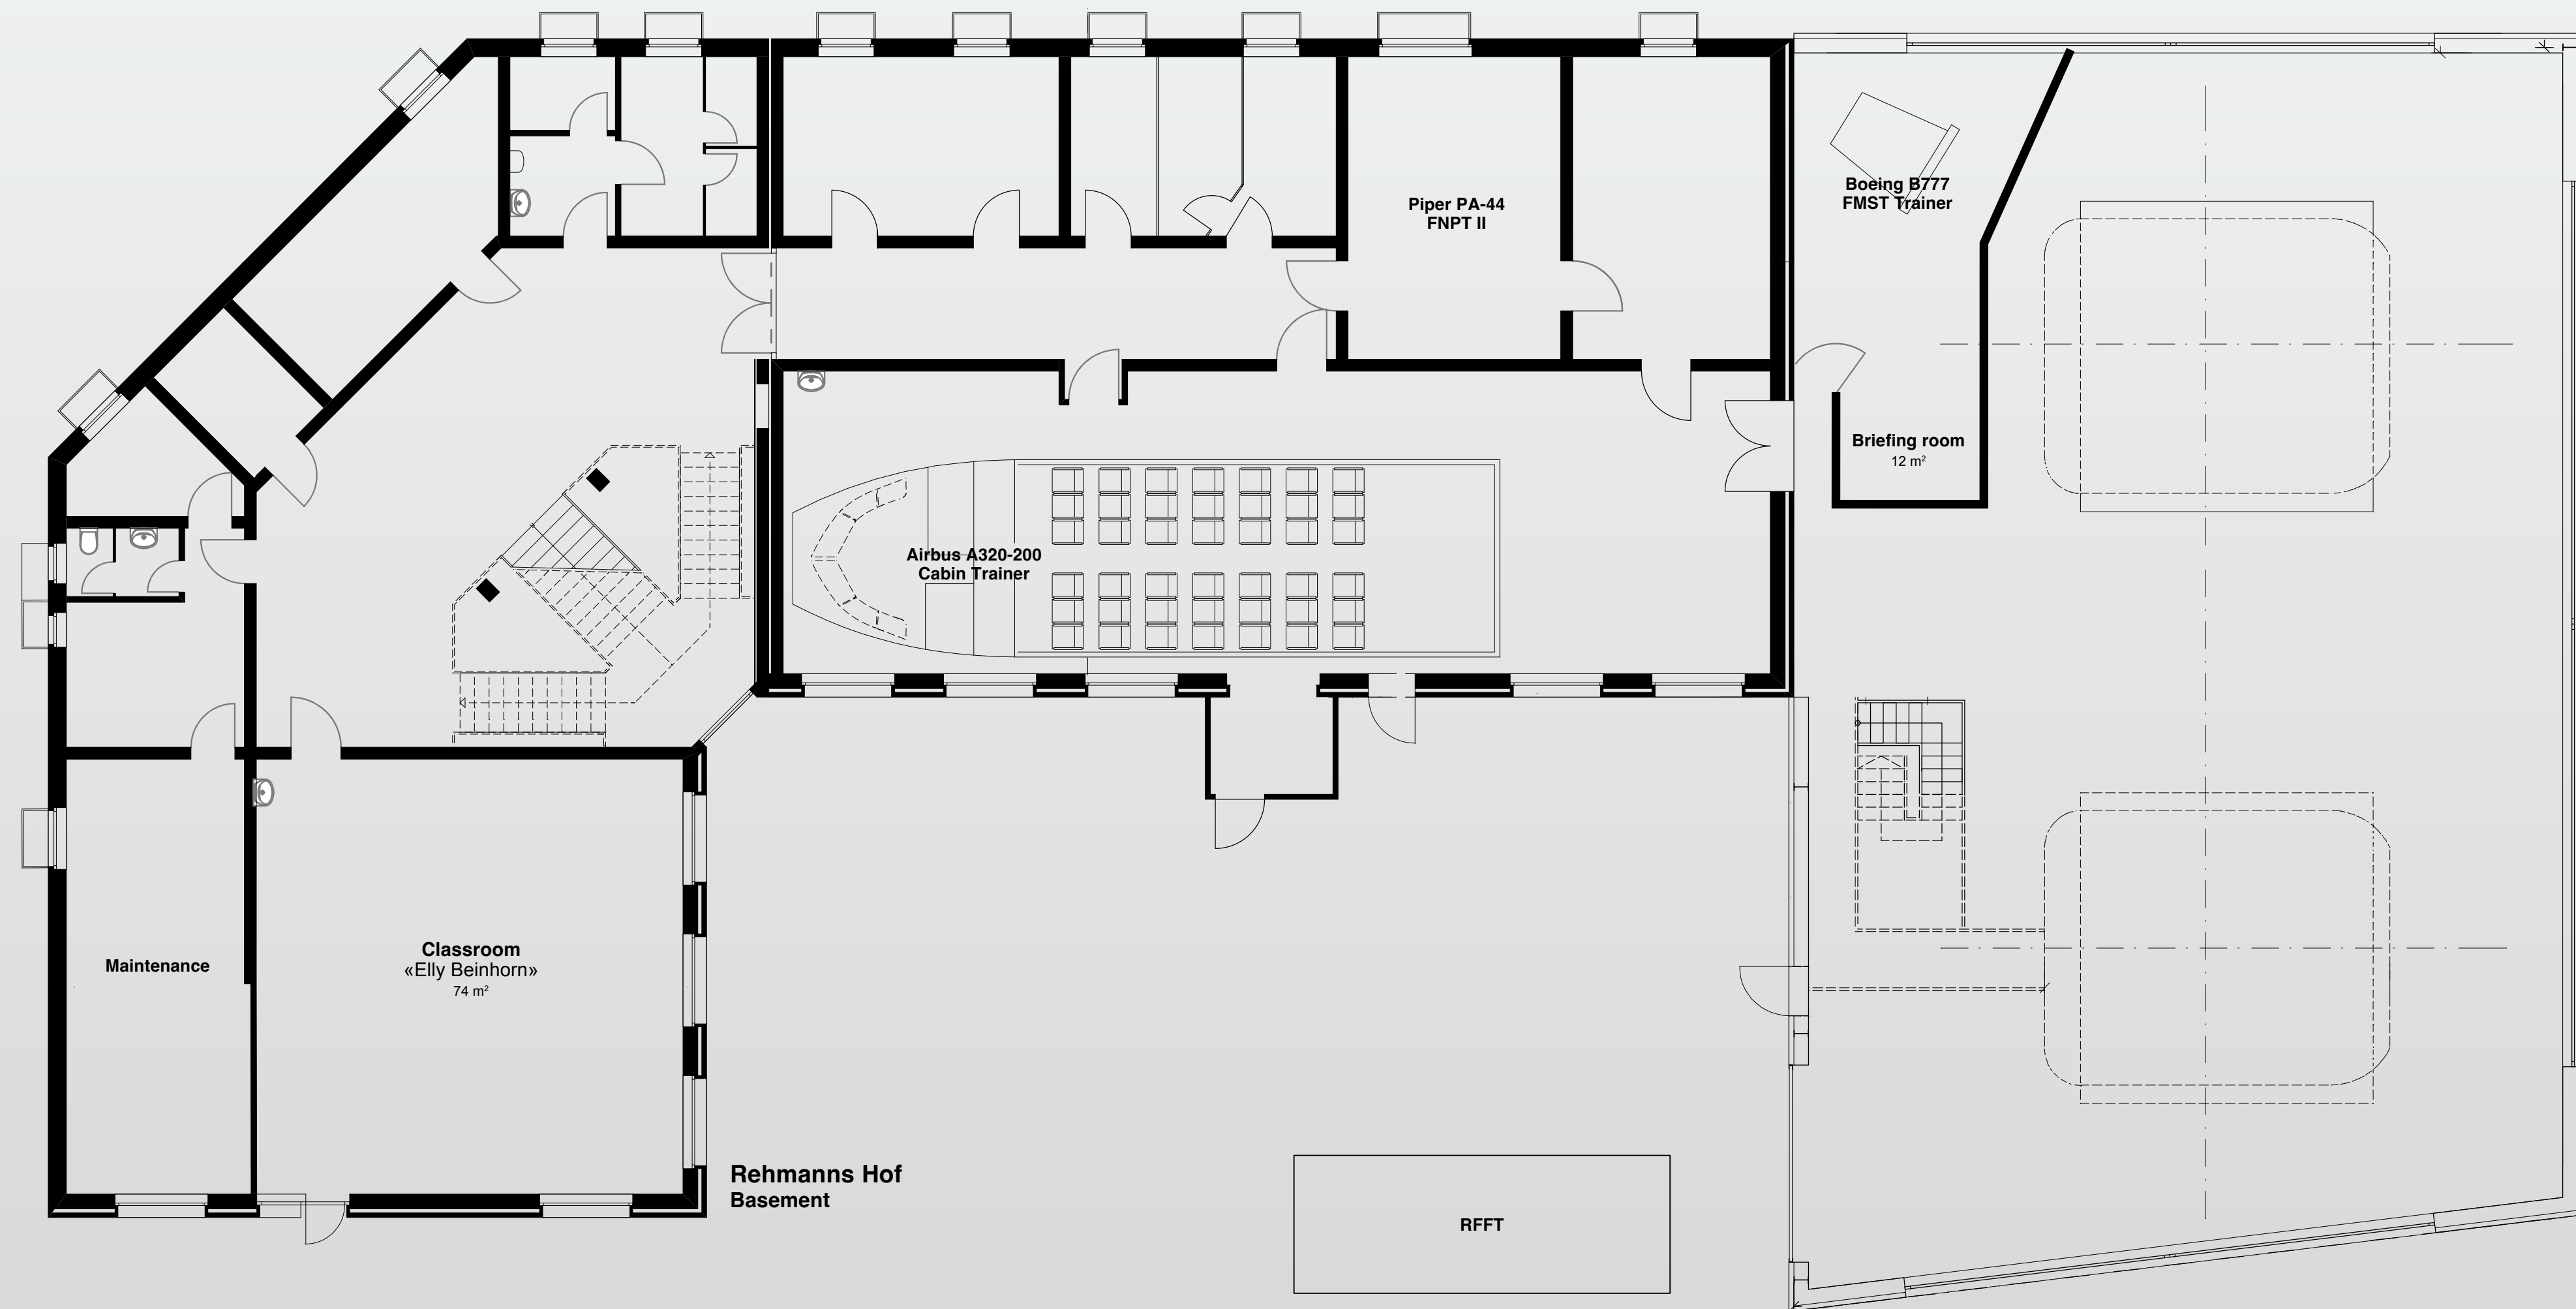 Piper PA-44
FNPT II
Boeing B777
FMST Trainer
Briefing room
12 m²
Airbus A320-200
Cabin Trainer
Maintenance
Classroom
«Elly Beinhorn»
74 m²
Rehmanns Hof
Basement
RFFT